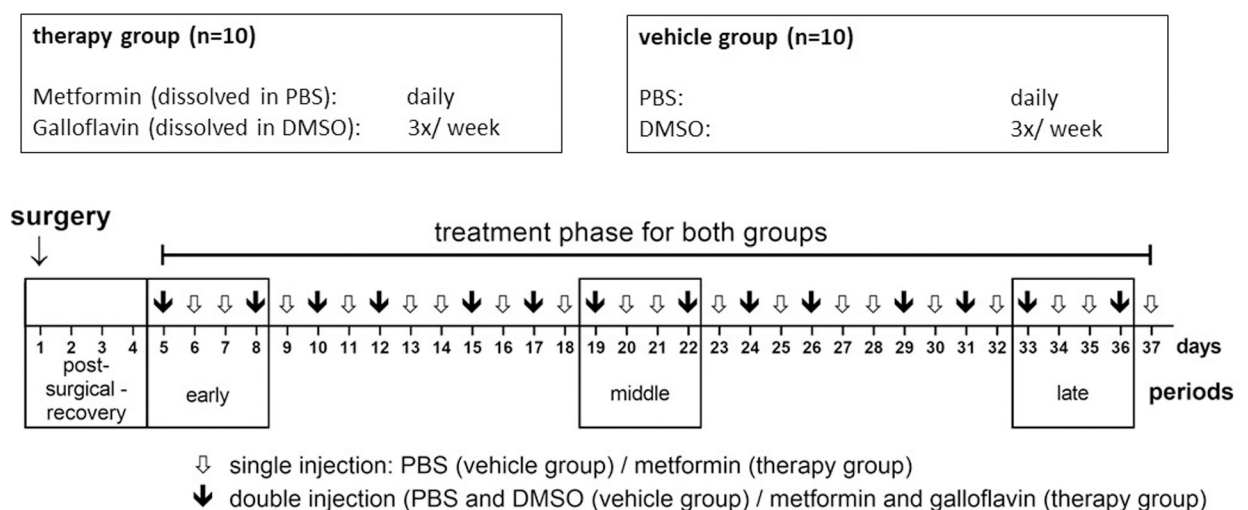 therapy group (n=10)
Metformin (dissolved in PBS): daily
Galloflavin (dissolved in DMSO): 3x/ week
vehicle group (n=10)
PBS: daily
DMSO: 3x/ week
surgery
treatment phase for both groups
1 2 3 4 5 6 7 8 9 10 11 12 13 14 15 16 17 18 19 20 21 22 23 24 25 26 27 28 29 30 31 32 33 34 35 36 37 days
post-
surgical -
recovery
early
middle
late
periods
single injection: PBS (vehicle group) / metformin (therapy group)
double injection (PBS and DMSO (vehicle group) / metformin and galloflavin (therapy group)